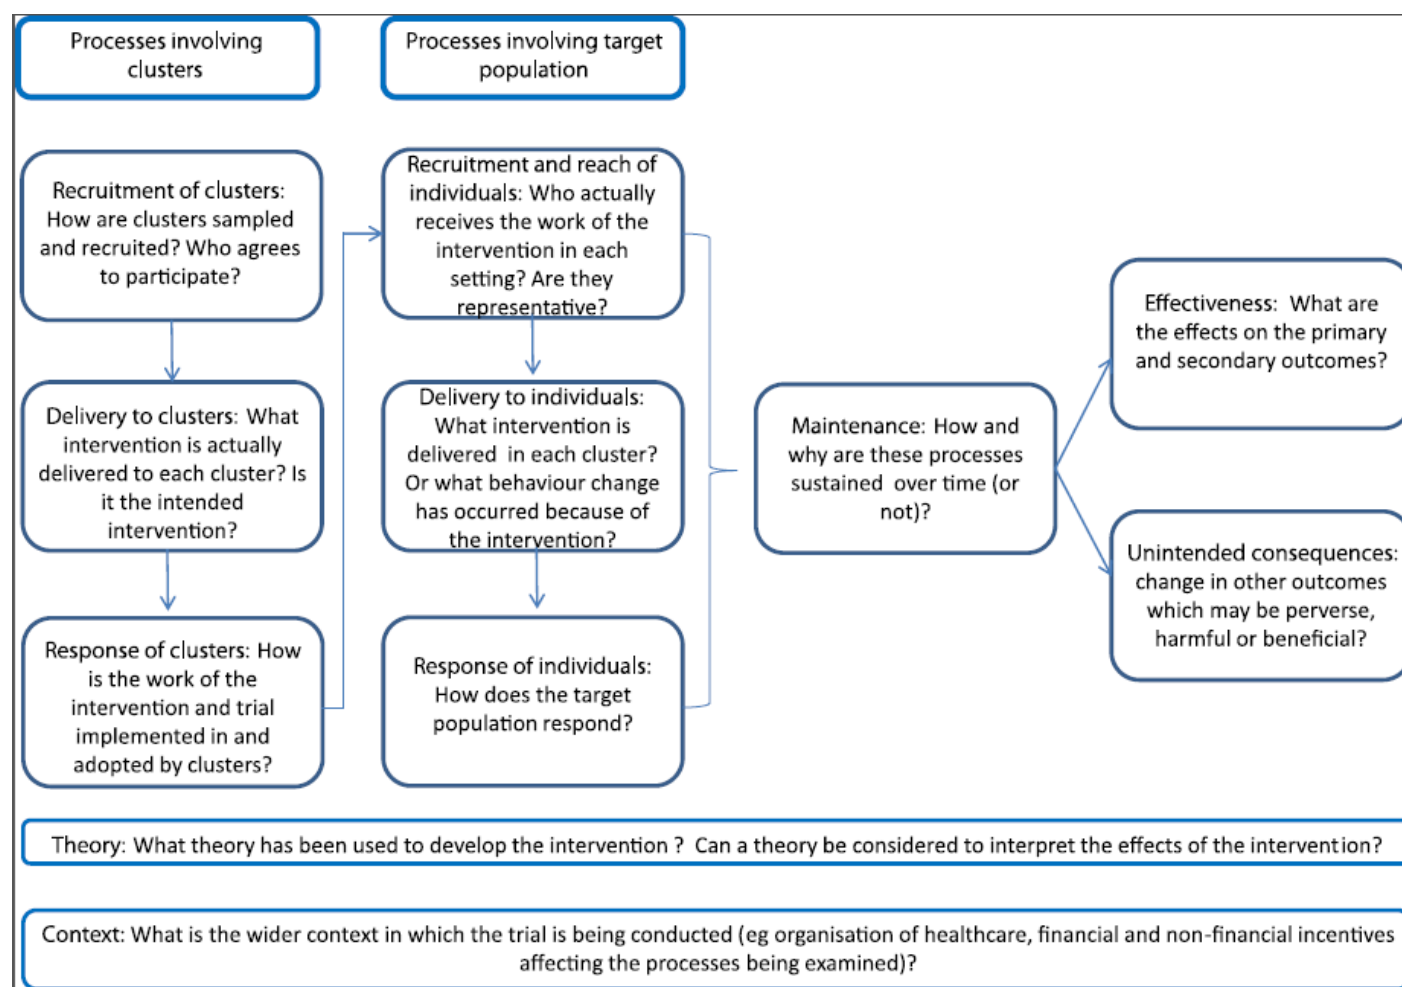 Processes involving
clusters
Processes involving target
population
Recruitment of clusters:
How are clusters sampled
and recruited? Who agrees
to participate?
Delivery to clusters: What
intervention is actually
delivered to each cluster? Is
it the intended
intervention?
Response of clusters: How
is the work of the
intervention and trial
implemented in and
adopted by clusters?
Recruitment and reach of
individuals: Who actually
receives the work of the
intervention in each
setting? Are they
representative?
Delivery to individuals:
What intervention is
delivered in each cluster?
Or what behaviour change
has occurred because of
the intervention?
Response of individuals:
How does the target
population respond?
Maintenance: How and
why are these processes
sustained over time (or
not)?
Effectiveness: What are
the effects on the primary
and secondary outcomes?
Unintended consequences:
change in other outcomes
which may be perverse,
harmful or beneficial?
Theory: What theory has been used to develop the intervention ? Can a theory be considered to interpret the effects of the intervention?
Context: What is the wider context in which the trial is being conducted (eg organisation of healthcare, financial and non-financial incentives
affecting the processes being examined)?